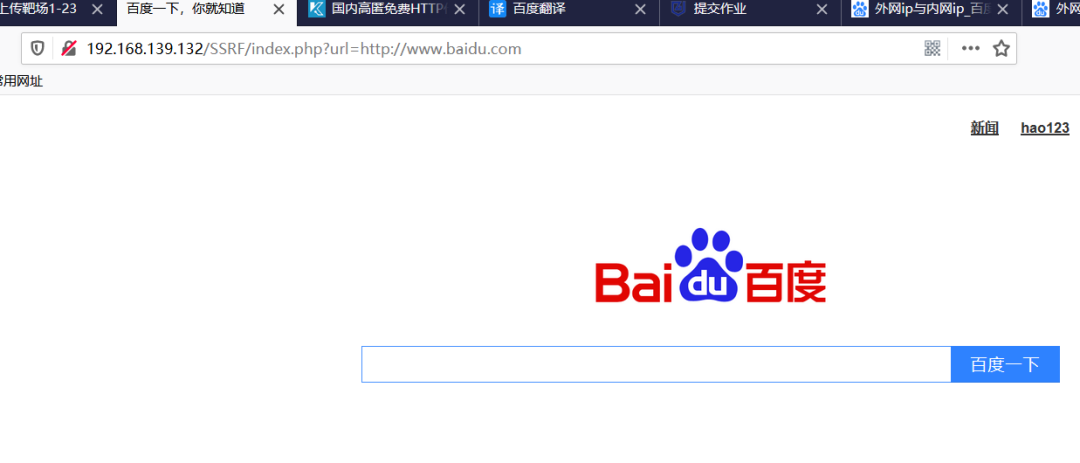 上传靶场1-23
百度一下，你就知道
国内高匿免费HTTP
百度翻译
提交作业
外网ip与内网ip_百
外网
192.168.139.132/SSRF/index.php?url=http://www.baidu.com
常用网址
新闻 hao123
Bai du 百度
百度一下